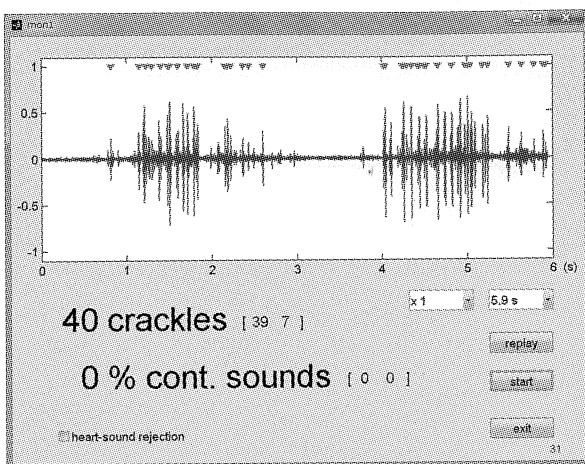 mon1
1
0.5
0
-0.5
-1
0 1 2 3 4 5 6 (s)
x 1 5.9 s
40 crackles [ 39 7 ]
replay
0 % cont. sounds [ 0 0 ]
start
heart-sound rejection
exit
31